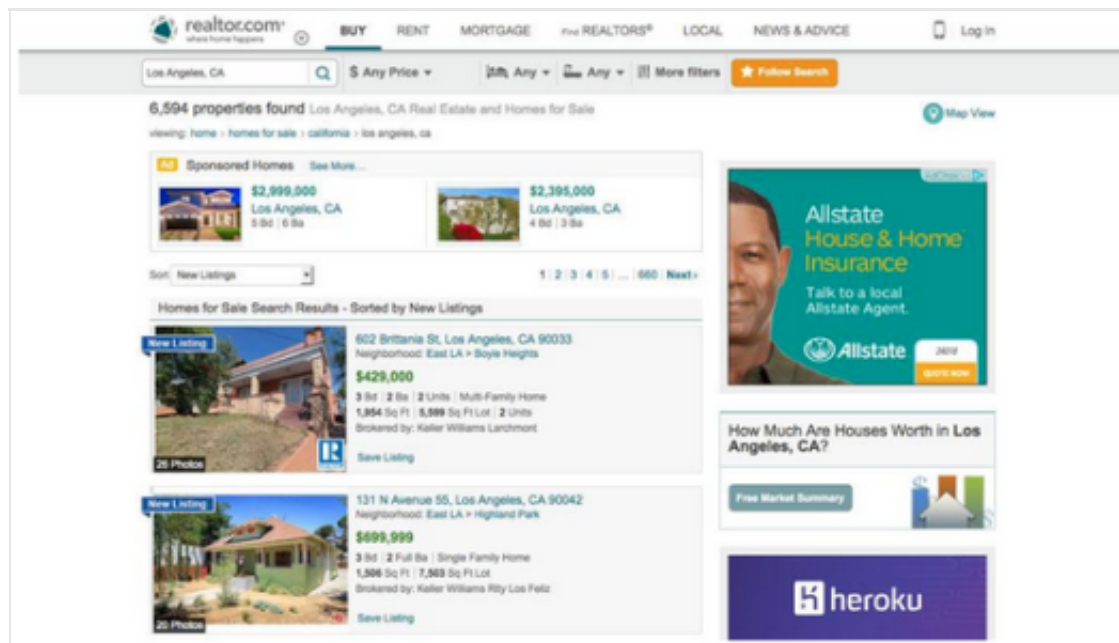 realtor.com®
where home happens
BUY RENT MORTGAGE Find REALTORS® LOCAL NEWS & ADVICE Log In
Los Angeles, CA $ Any Price Any Any More filters Follow Search
6,594 properties found Los Angeles, CA Real Estate and Homes for Sale
Map View
viewing: home › homes for sale › california › los angeles, ca
Ad Sponsored Homes See More...
$2,999,000
Los Angeles, CA
5 Bd | 6 Ba
$2,395,000
Los Angeles, CA
4 Bd | 3 Ba
Sort New Listings 1 | 2 | 3 | 4 | 5 | ... | 660 | Next ›
Homes for Sale Search Results - Sorted by New Listings
New Listing
602 Brittania St, Los Angeles, CA 90033
Neighborhood: East LA > Boyle Heights
$429,000
3 Bd | 2 Ba | 2 Units | Multi-Family Home
1,954 Sq Ft | 5,599 Sq Ft Lot | 2 Units
Brokered by: Keller Williams Larchmont
Save Listing
26 Photos
R
New Listing
131 N Avenue 55, Los Angeles, CA 90042
Neighborhood: East LA > Highland Park
$699,999
3 Bd | 2 Full Ba | Single Family Home
1,506 Sq Ft | 7,503 Sq Ft Lot
Brokered by: Keller Williams Rlty Los Feliz
Save Listing
20 Photos
AdChoices
Allstate
House & Home
Insurance
Talk to a local
Allstate Agent.
Allstate
QUOTE NOW
How Much Are Houses Worth in Los
Angeles, CA?
Free Market Summary
heroku